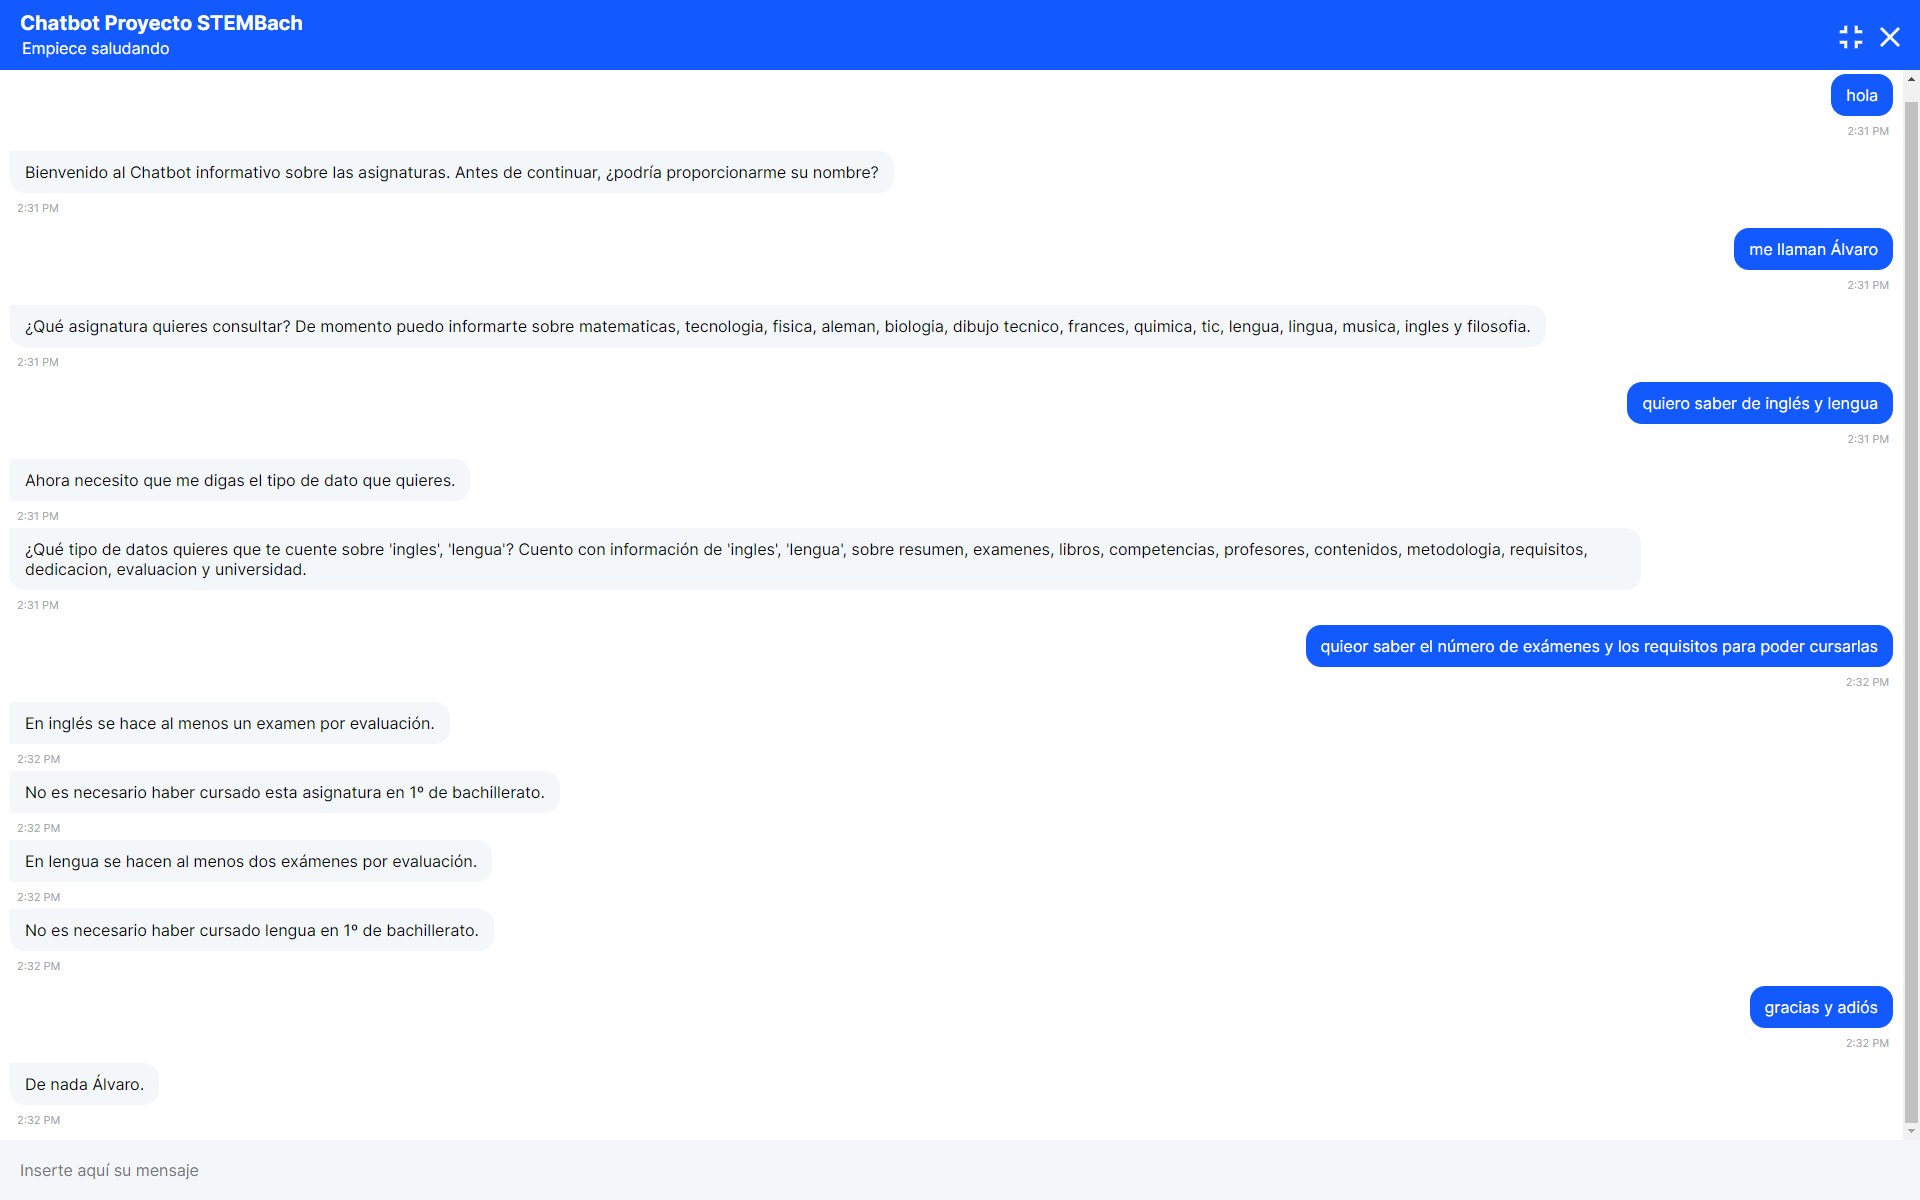 Chatbot Proyecto STEMBach
Empiece saludando
hola
2:31 PM
Bienvenido al Chatbot informativo sobre las asignaturas. Antes de continuar, ¿podría proporcionarme su nombre?
2:31 PM
me llaman Álvaro
2:31 PM
¿Qué asignatura quieres consultar? De momento puedo informarte sobre matematicas, tecnologia, fisica, aleman, biologia, dibujo tecnico, frances, quimica, tic, lengua, lingua, musica, ingles y filosofia.
2:31 PM
quiero saber de inglés y lengua
2:31 PM
Ahora necesito que me digas el tipo de dato que quieres.
2:31 PM
¿Qué tipo de datos quieres que te cuente sobre 'ingles', 'lengua'? Cuento con información de 'ingles', 'lengua', sobre resumen, examenes, libros, competencias, profesores, contenidos, metodologia, requisitos,
dedicacion, evaluacion y universidad.
2:31 PM
quieor saber el número de exámenes y los requisitos para poder cursarlas
2:32 PM
En inglés se hace al menos un examen por evaluación.
2:32 PM
No es necesario haber cursado esta asignatura en 1º de bachillerato.
2:32 PM
En lengua se hacen al menos dos exámenes por evaluación.
2:32 PM
No es necesario haber cursado lengua en 1º de bachillerato.
2:32 PM
gracias y adiós
2:32 PM
De nada Álvaro.
2:32 PM
Inserte aquí su mensaje